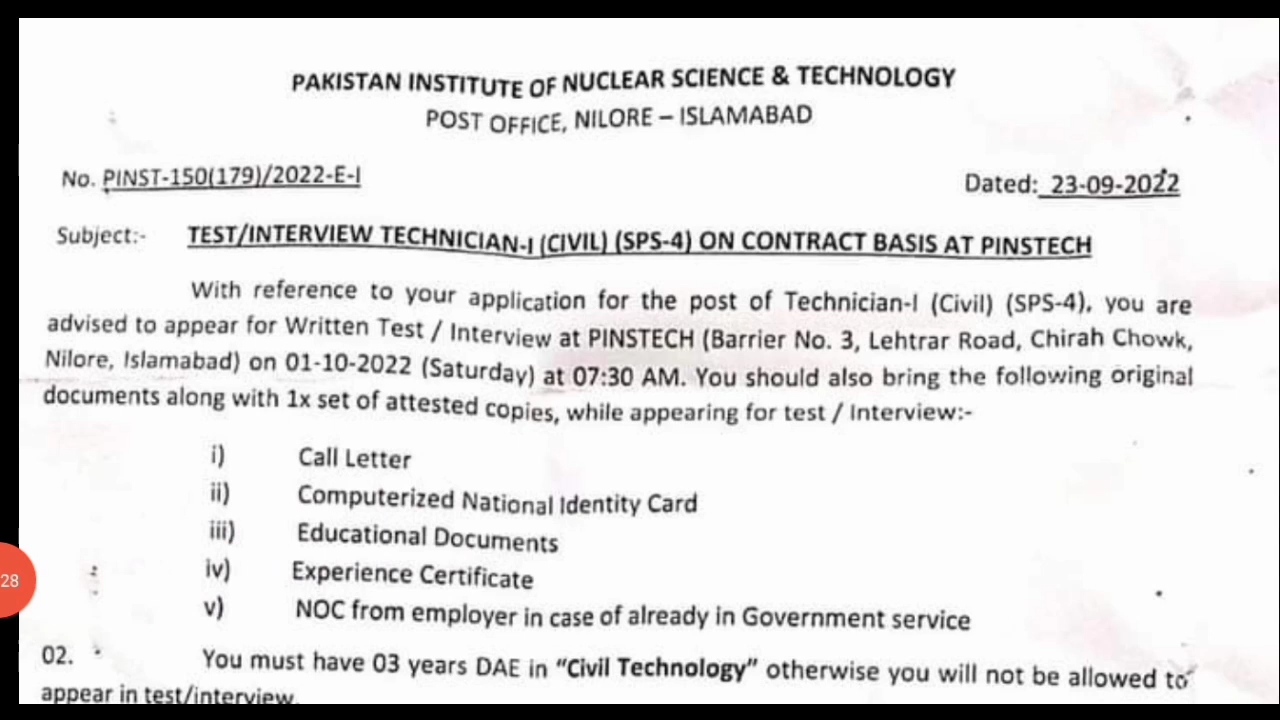 PAKISTAN INSTITUTE OF NUCLEAR SCIENCE & TECHNOLOGY
POST OFFICE, NILORE – ISLAMABAD
No. PINST-150(179)/2022-E-I
Dated: 23-09-2022
Subject:- TEST/INTERVIEW TECHNICIAN-I (CIVIL) (SPS-4) ON CONTRACT BASIS AT PINSTECH
With reference to your application for the post of Technician-I (Civil) (SPS-4), you are
advised to appear for Written Test / Interview at PINSTECH (Barrier No. 3, Lehtrar Road, Chirah Chowk,
Nilore, Islamabad) on 01-10-2022 (Saturday) at 07:30 AM. You should also bring the following original
documents along with 1x set of attested copies, while appearing for test / Interview:-
i) Call Letter
ii) Computerized National Identity Card
iii) Educational Documents
iv) Experience Certificate
v) NOC from employer in case of already in Government service
28
02. You must have 03 years DAE in "Civil Technology" otherwise you will not be allowed to
appear in test/interview.